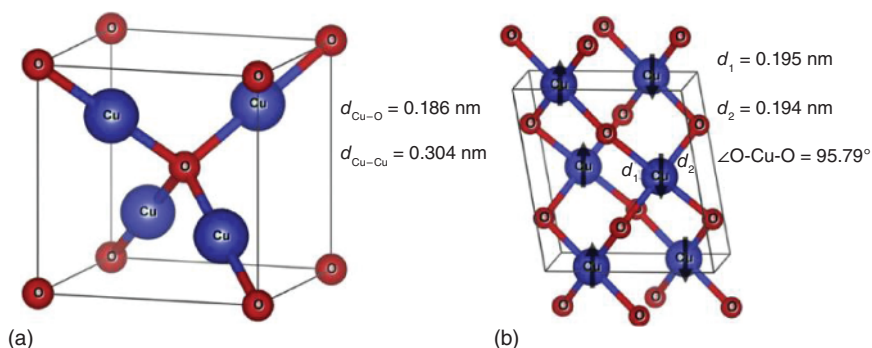 O
O
O
O
Cu
Cu
O
Cu
Cu
O
O
O
O
d_Cu–O = 0.186 nm
d_Cu–Cu = 0.304 nm
(a)
O
O
O
O
Cu
Cu
O
O
O
O
Cu
d₁
Cu
d₂
O
O
O
O
Cu
Cu
O
O
O
O
d₁ = 0.195 nm
d₂ = 0.194 nm
∠O-Cu-O = 95.79°
(b)